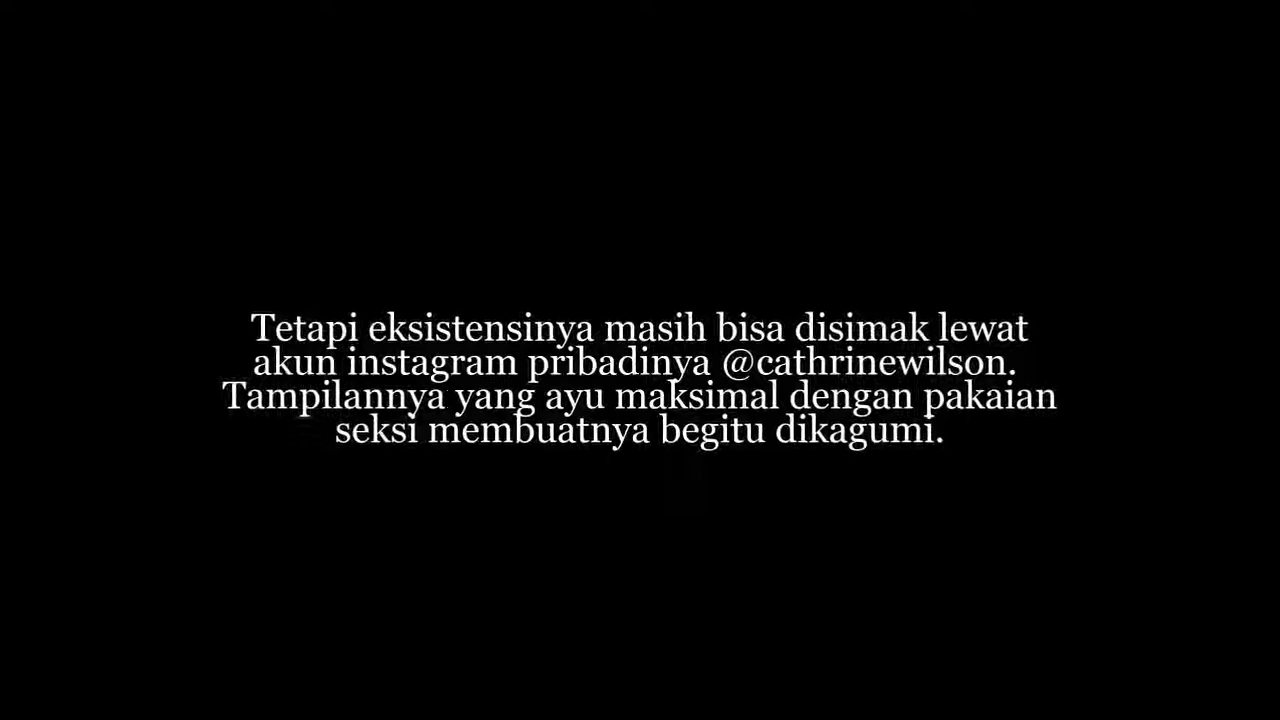 Tetapi eksistensinya masih bisa disimak lewat
akun instagram pribadinya @cathrinewilson.
Tampilannya yang ayu maksimal dengan pakaian
seksi membuatnya begitu dikagumi.